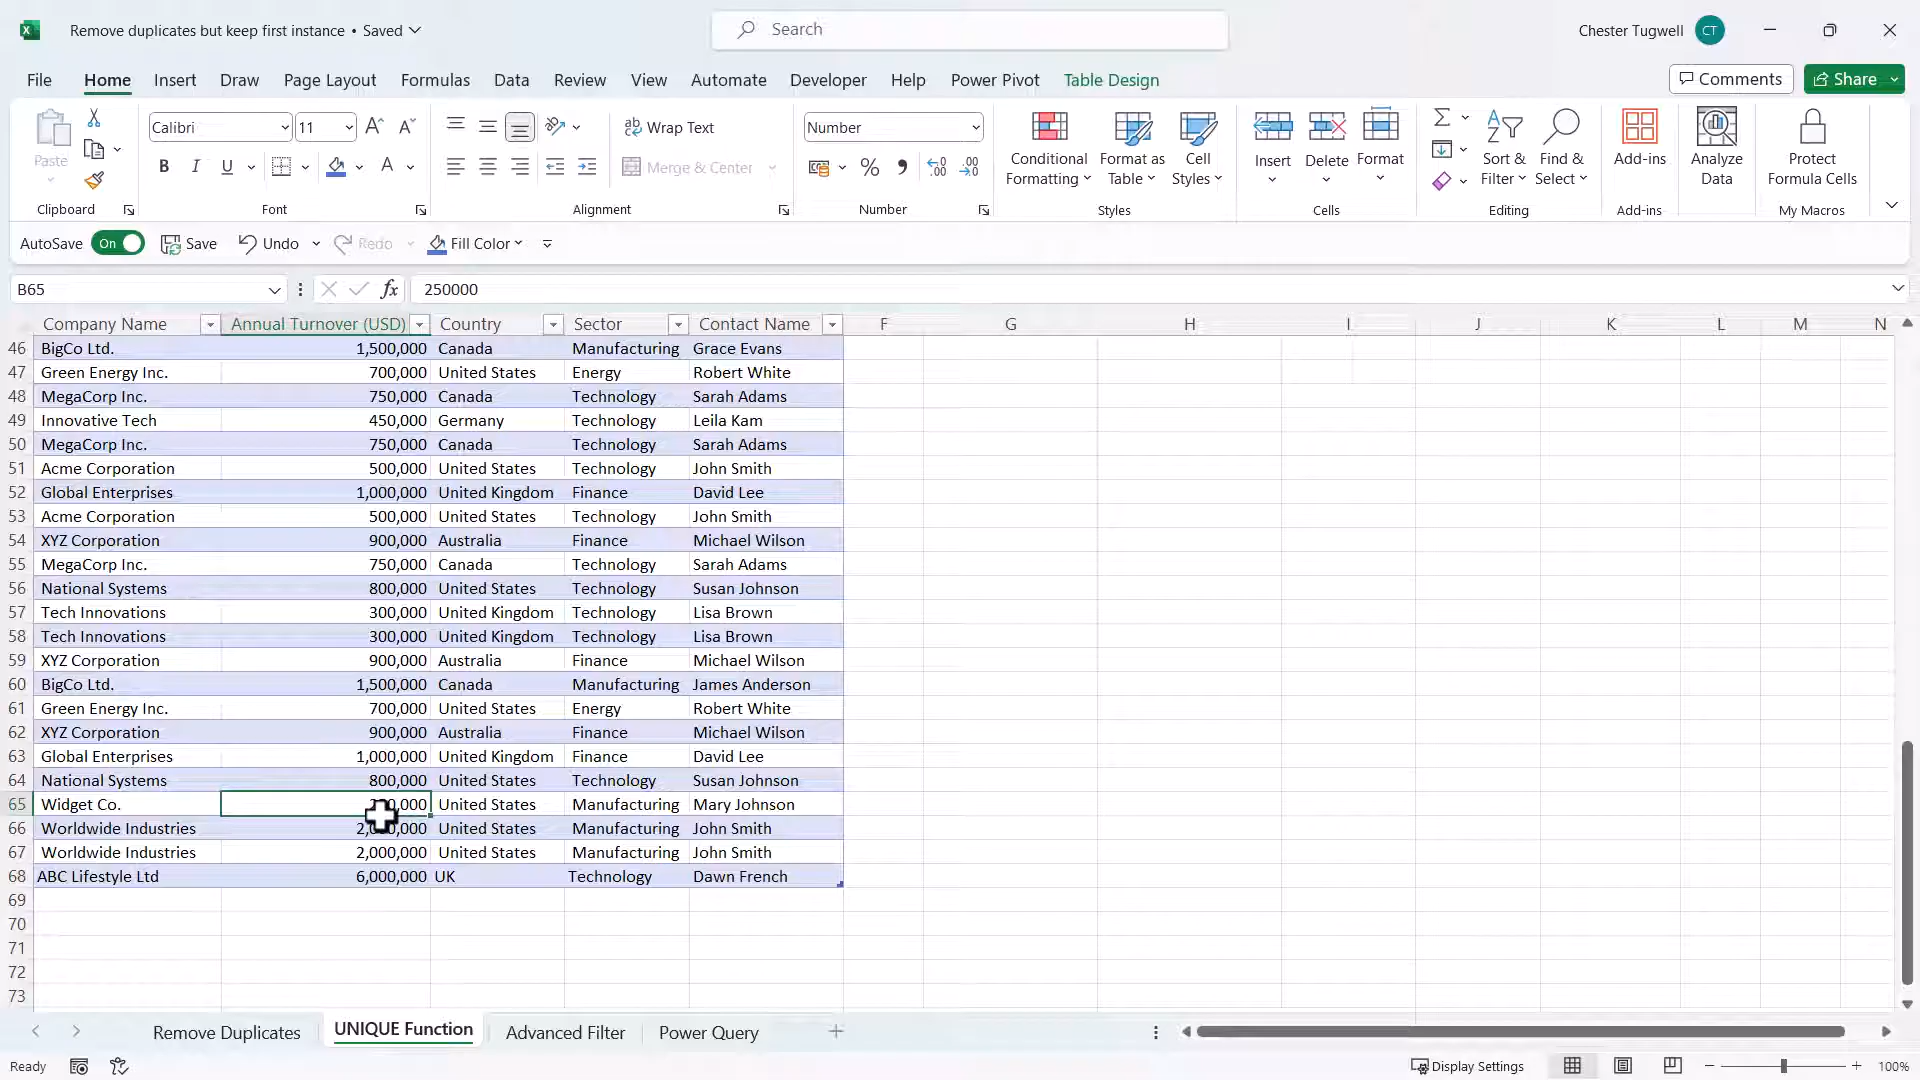 Remove duplicates but keep first instance • Saved
Search
Chester Tugwell CT
File Home Insert Draw Page Layout Formulas Data Review View Automate Developer Help Power Pivot Table Design Comments Share
Paste
Clipboard
Calibri 11
B I U
Font
Wrap Text
Merge & Center
Alignment
Number
Number
Conditional Formatting
Format as Table
Cell Styles
Styles
Insert
Delete
Format
Cells
Sort & Filter
Find & Select
Editing
Add-ins
Add-ins
Analyze Data
Protect Formula Cells
My Macros
AutoSave On Save Undo Redo Fill Color
B65 fx 250000
Company Name Annual Turnover (USD) Country Sector Contact Name F G H I J K L M N
46 BigCo Ltd. 1,500,000 Canada Manufacturing Grace Evans
47 Green Energy Inc. 700,000 United States Energy Robert White
48 MegaCorp Inc. 750,000 Canada Technology Sarah Adams
49 Innovative Tech 450,000 Germany Technology Leila Kam
50 MegaCorp Inc. 750,000 Canada Technology Sarah Adams
51 Acme Corporation 500,000 United States Technology John Smith
52 Global Enterprises 1,000,000 United Kingdom Finance David Lee
53 Acme Corporation 500,000 United States Technology John Smith
54 XYZ Corporation 900,000 Australia Finance Michael Wilson
55 MegaCorp Inc. 750,000 Canada Technology Sarah Adams
56 National Systems 800,000 United States Technology Susan Johnson
57 Tech Innovations 300,000 United Kingdom Technology Lisa Brown
58 Tech Innovations 300,000 United Kingdom Technology Lisa Brown
59 XYZ Corporation 900,000 Australia Finance Michael Wilson
60 BigCo Ltd. 1,500,000 Canada Manufacturing James Anderson
61 Green Energy Inc. 700,000 United States Energy Robert White
62 XYZ Corporation 900,000 Australia Finance Michael Wilson
63 Global Enterprises 1,000,000 United Kingdom Finance David Lee
64 National Systems 800,000 United States Technology Susan Johnson
65 Widget Co. United States Manufacturing Mary Johnson
66 Worldwide Industries United States Manufacturing John Smith
67 Worldwide Industries 2,000,000 United States Manufacturing John Smith
68 ABC Lifestyle Ltd 6,000,000 UK Technology Dawn French
69
70
71
72
73
Remove Duplicates UNIQUE Function Advanced Filter Power Query
Ready Display Settings 100%